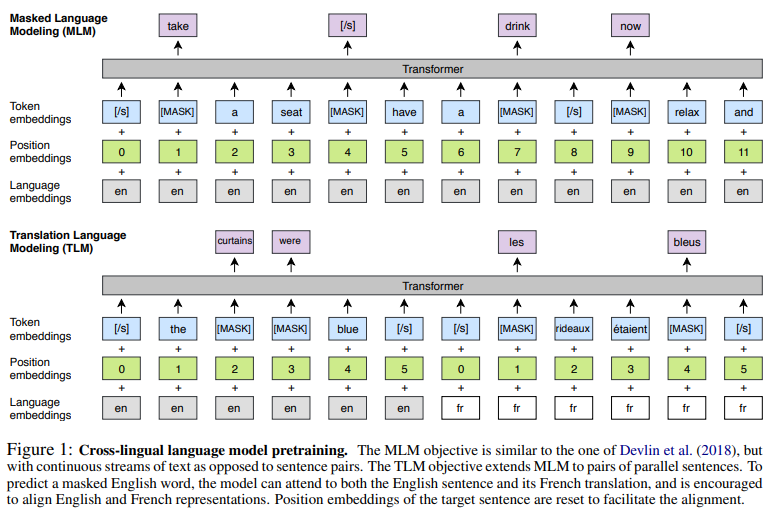 Masked Language
Modeling (MLM)
take [/s] drink now
Transformer
Token
embeddings
[/s] [MASK] a seat [MASK] have a [MASK] [/s] [MASK] relax and
+ + + + + + + + + + + +
Position
embeddings
0 1 2 3 4 5 6 7 8 9 10 11
+ + + + + + + + + + + +
Language
embeddings
en en en en en en en en en en en en
Translation Language
Modeling (TLM)
curtains were les bleus
Transformer
Token
embeddings
[/s] the [MASK] [MASK] blue [/s] [/s] [MASK] rideaux étaient [MASK] [/s]
+ + + + + + + + + + + +
Position
embeddings
0 1 2 3 4 5 0 1 2 3 4 5
+ + + + + + + + + + + +
Language
embeddings
en en en en en en fr fr fr fr fr fr
Figure 1: Cross-lingual language model pretraining. The MLM objective is similar to the one of Devlin et al. (2018), but
with continuous streams of text as opposed to sentence pairs. The TLM objective extends MLM to pairs of parallel sentences. To
predict a masked English word, the model can attend to both the English sentence and its French translation, and is encouraged
to align English and French representations. Position embeddings of the target sentence are reset to facilitate the alignment.